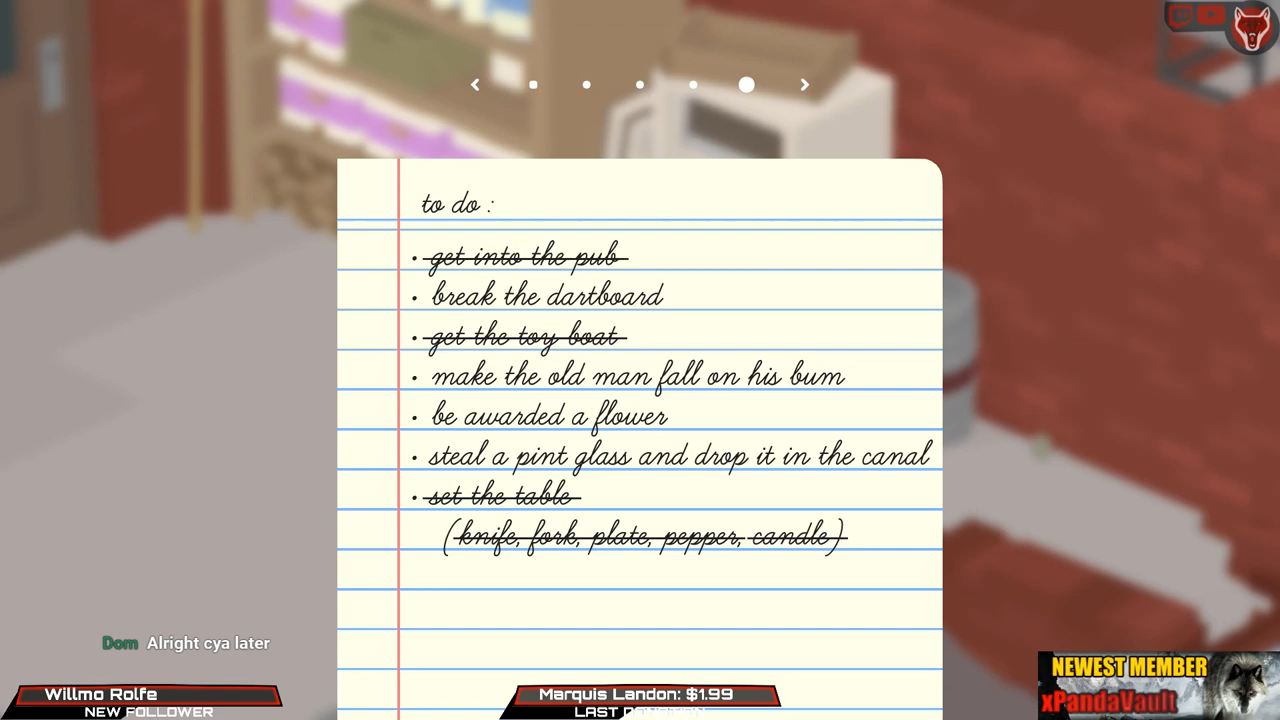 to do :
· get into the pub
· break the dartboard
· get the toy boat
· make the old man fall on his bum
· be awarded a flower
· steal a pint glass and drop it in the canal
· set the table
(knife, fork, plate, pepper, candle)
Dom Alright cya later
Willmo Rolfe
NEW FOLLOWER
Marquis Landon: $1.99
LAST DONATION
NEWEST MEMBER
xPandaVault